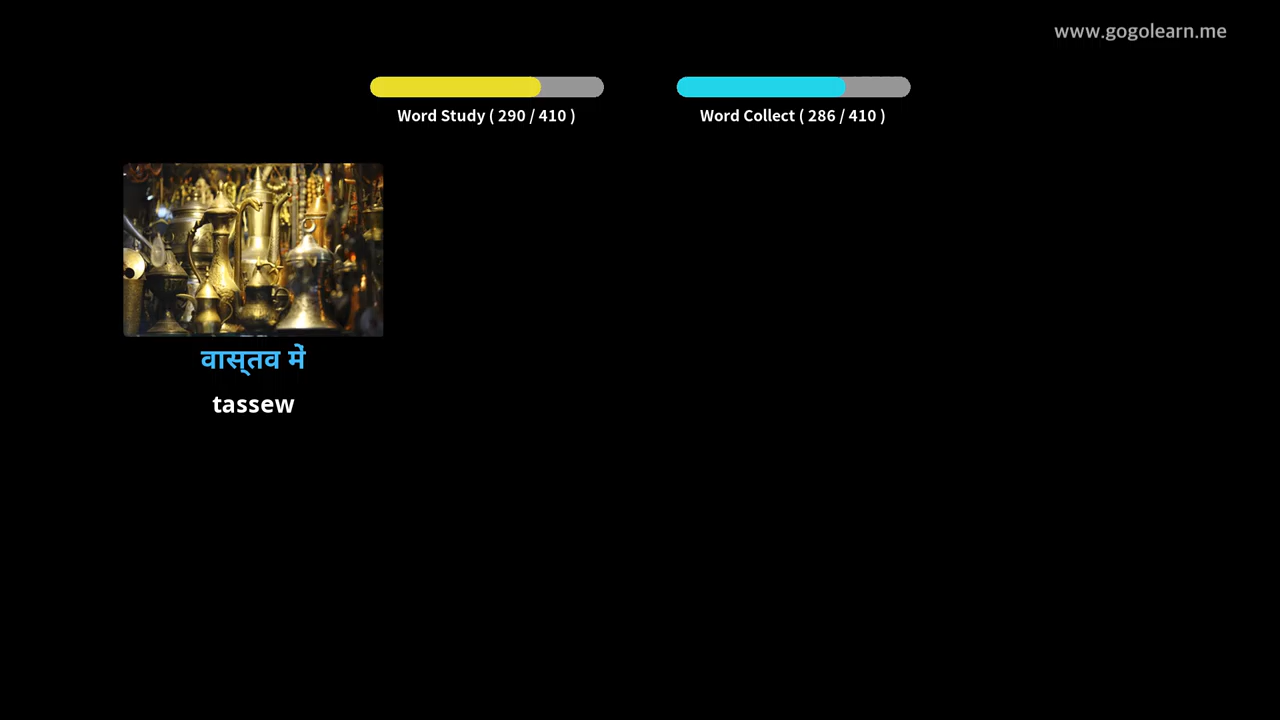 www.gogolearn.me
Word Study ( 290 / 410 )
Word Collect ( 286 / 410 )
वास्तव में
tassew